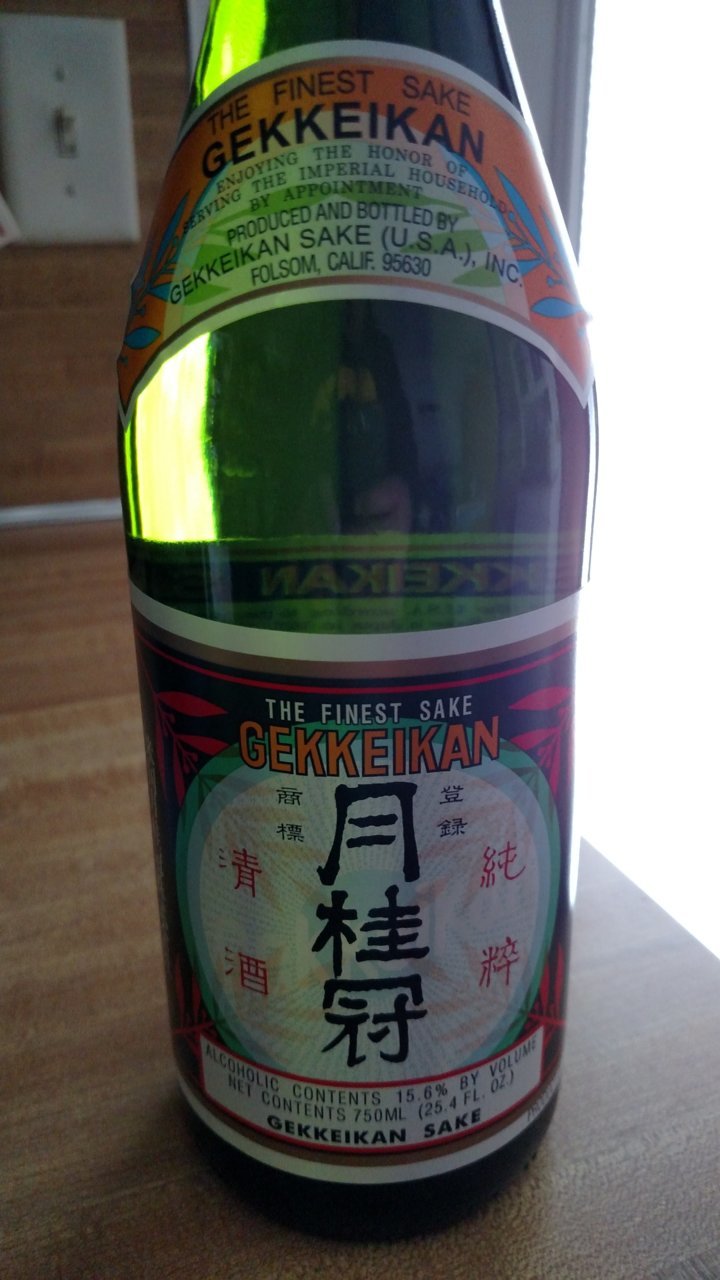 THE FINEST SAKE
GEKKEIKAN
ENJOYING THE HONOR OF
SERVING THE IMPERIAL HOUSEHOLD
BY APPOINTMENT
PRODUCED AND BOTTLED BY
GEKKEIKAN SAKE (U.S.A.), INC.
FOLSOM, CALIF. 95630
KKEIKAN
THE FINEST SAKE
GEKKEIKAN
登録
商標
純粋
月桂冠
清酒
ALCOHOLIC CONTENTS 15.6% BY VOLUME
NET CONTENTS 750ML (25.4 FL. OZ.)
GEKKEIKAN SAKE